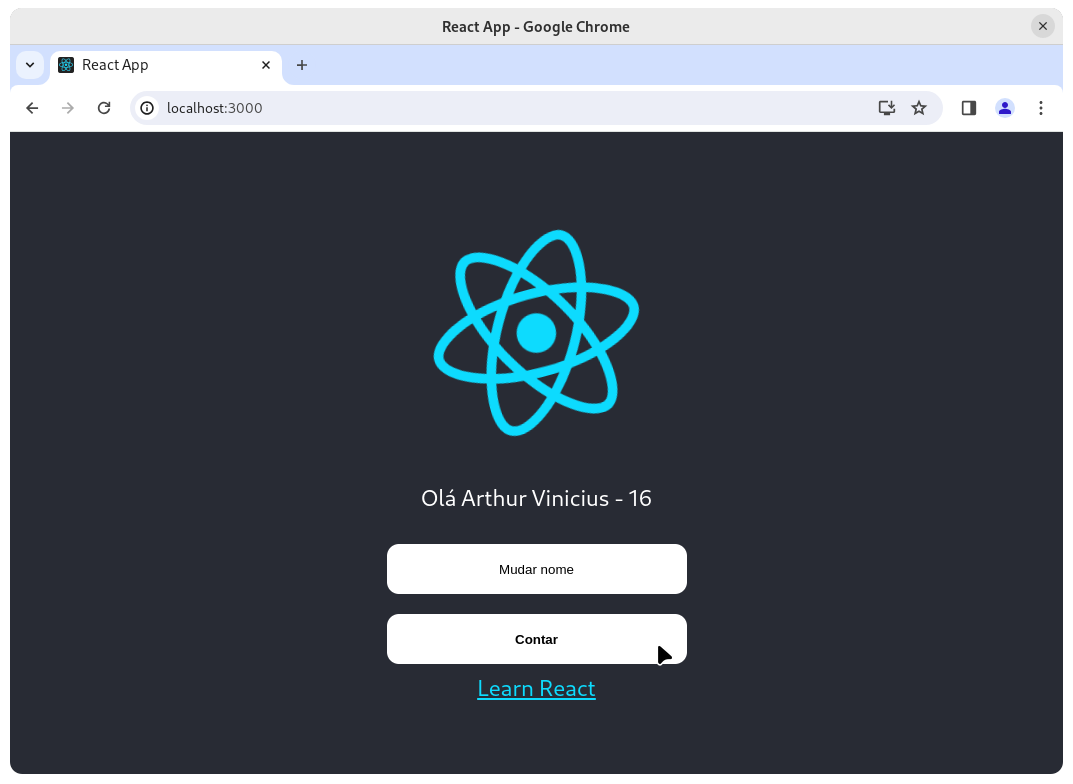 React App - Google Chrome
React App
localhost:3000
Olá Arthur Vinicius - 16
Mudar nome
Contar
Learn React